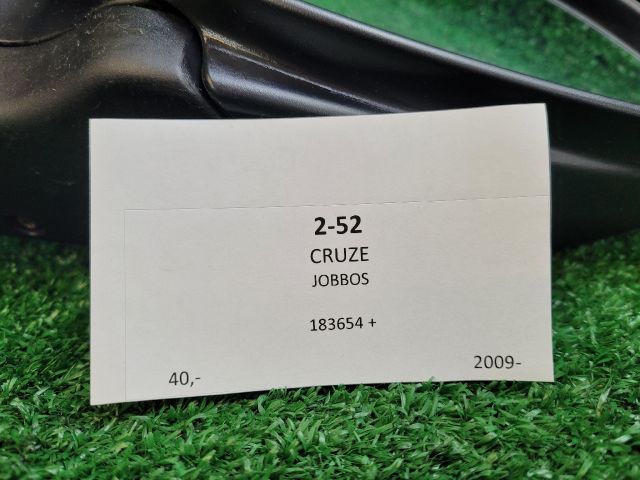 2-52
CRUZE
JOBBOS
183654 +
40,-
2009-